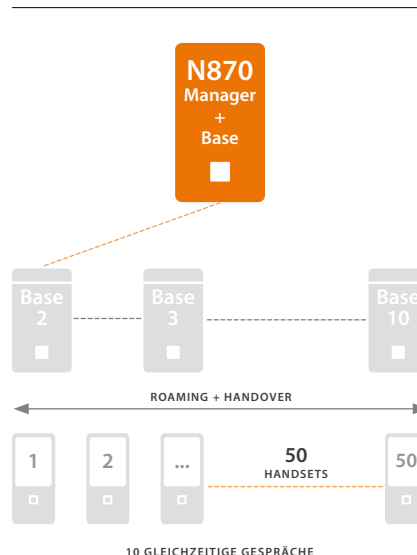 N870
Manager
+
Base
Base
2
Base
3
Base
10
ROAMING + HANDOVER
1
2
...
50
HANDSETS
50
10 GLEICHZEITIGE GESPRÄCHE